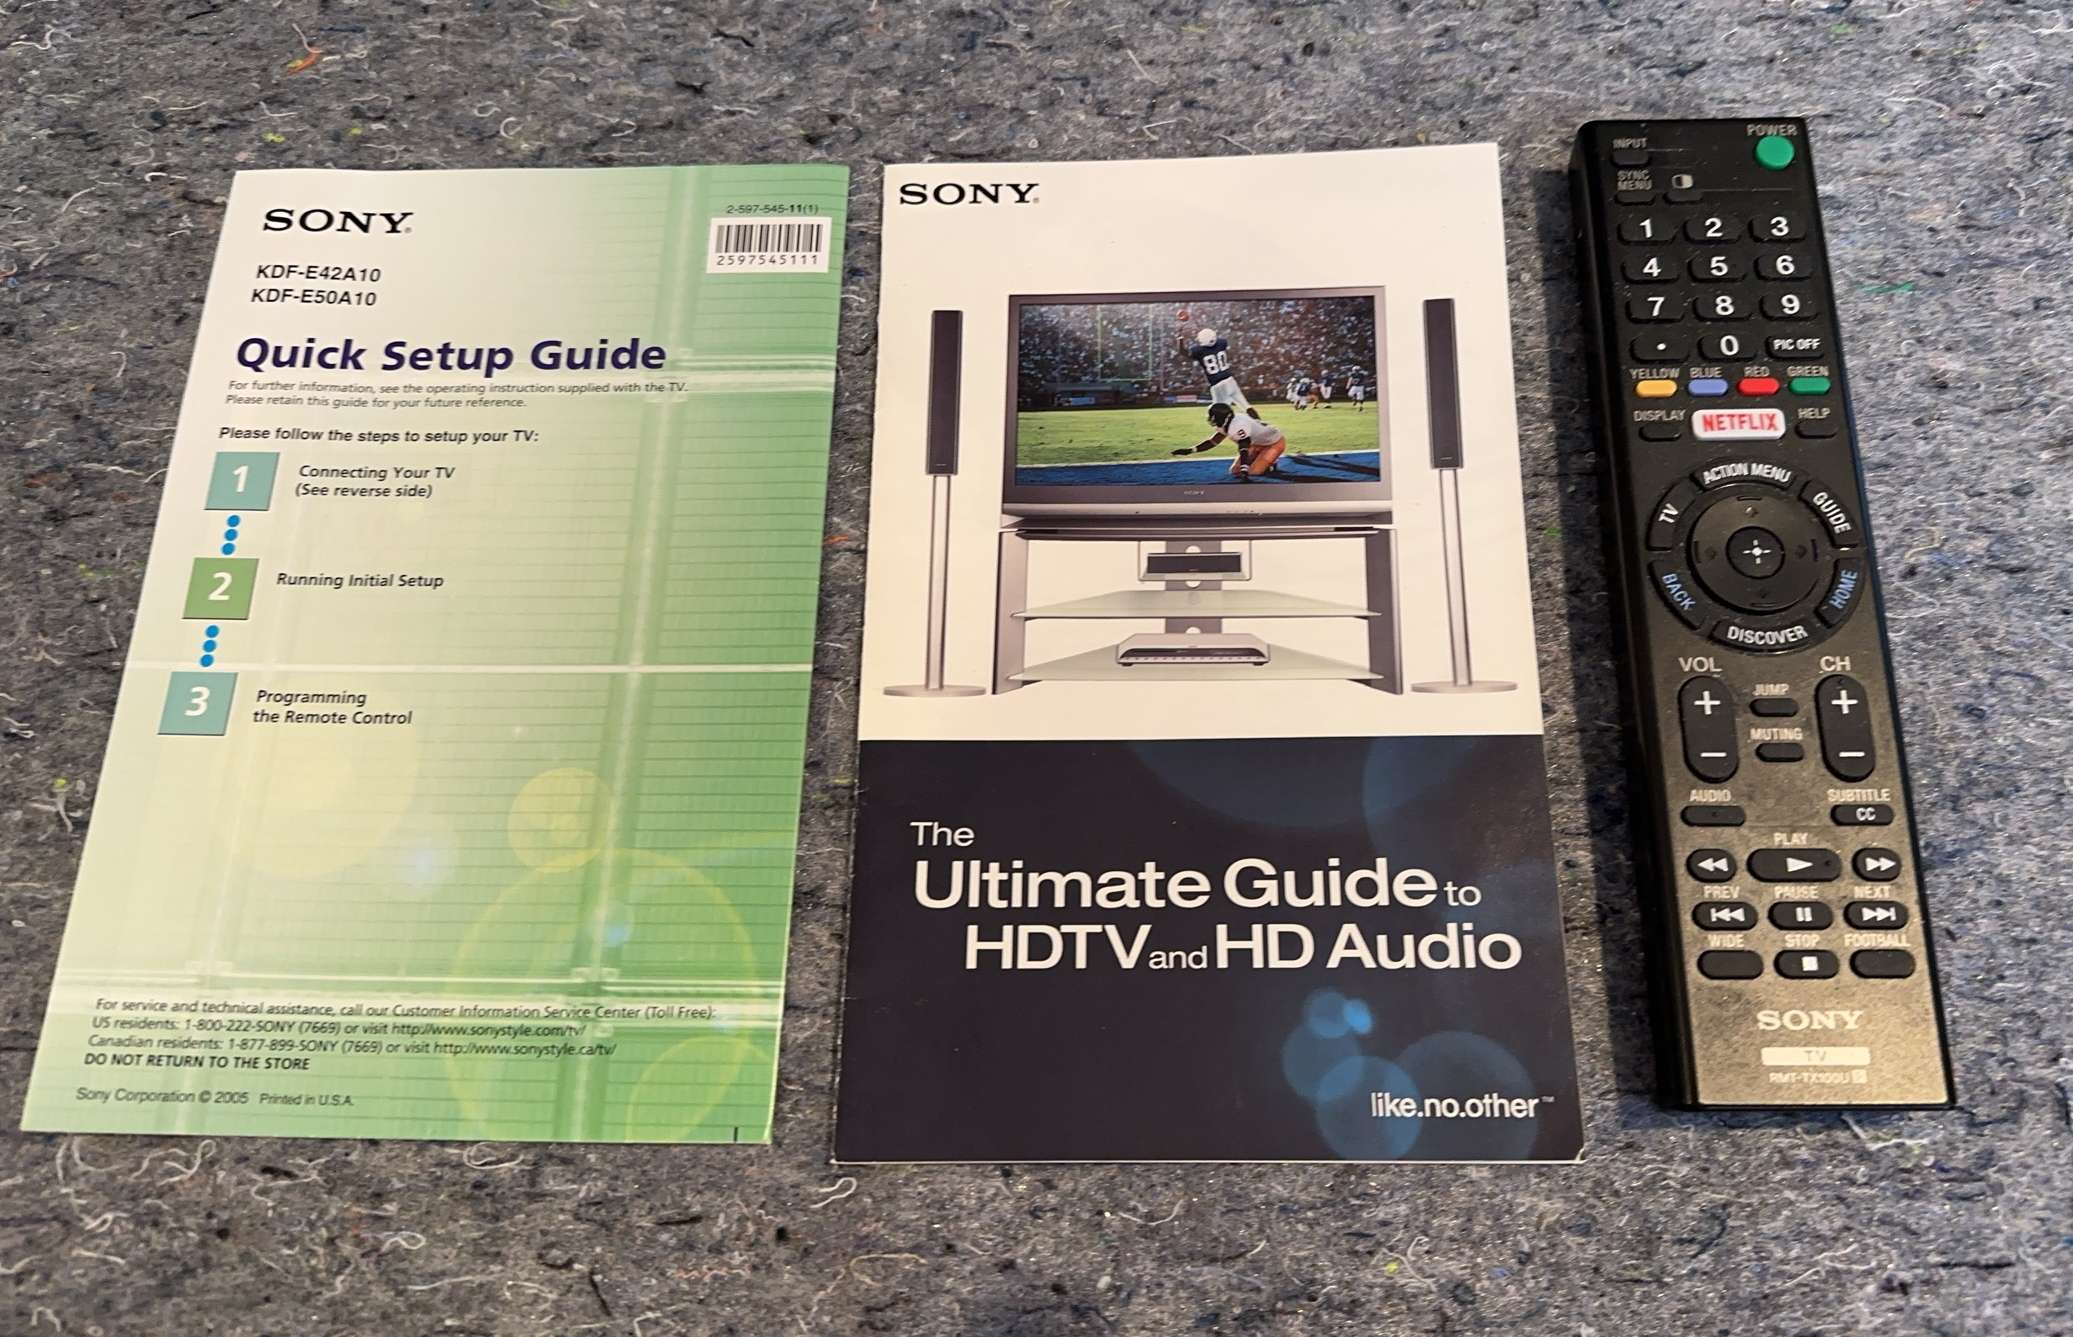 SONY®
2-597-545-11(1)
2597545111
KDF-E42A10
KDF-E50A10
Quick Setup Guide
For further information, see the operating instruction supplied with the TV.
Please retain this guide for your future reference.
Please follow the steps to setup your TV:
1
Connecting Your TV
(See reverse side)
2
Running Initial Setup
3
Programming
the Remote Control
For service and technical assistance, call our Customer Information Service Center (Toll Free):
US residents: 1-800-222-SONY (7669) or visit http://www.sonystyle.com/tv/
Canadian residents: 1-877-899-SONY (7669) or visit http://www.sonystyle.ca/tv/
DO NOT RETURN TO THE STORE
Sony Corporation © 2005 Printed in U.S.A.
SONY®
80
SONY
The
Ultimate Guide to
HDTV and HD Audio
like.no.other™
INPUT POWER
SYNC
MENU
1 2 3
4 5 6
7 8 9
• 0 PIC OFF
YELLOW BLUE RED GREEN
DISPLAY NETFLIX HELP
ACTION MENU
TV GUIDE
BACK HOME
DISCOVER
VOL CH
+ JUMP +
− MUTING −
AUDIO SUBTITLE
CC
PLAY
PREV PAUSE NEXT
WIDE STOP FOOTBALL
SONY
TV
RMT-TX100U